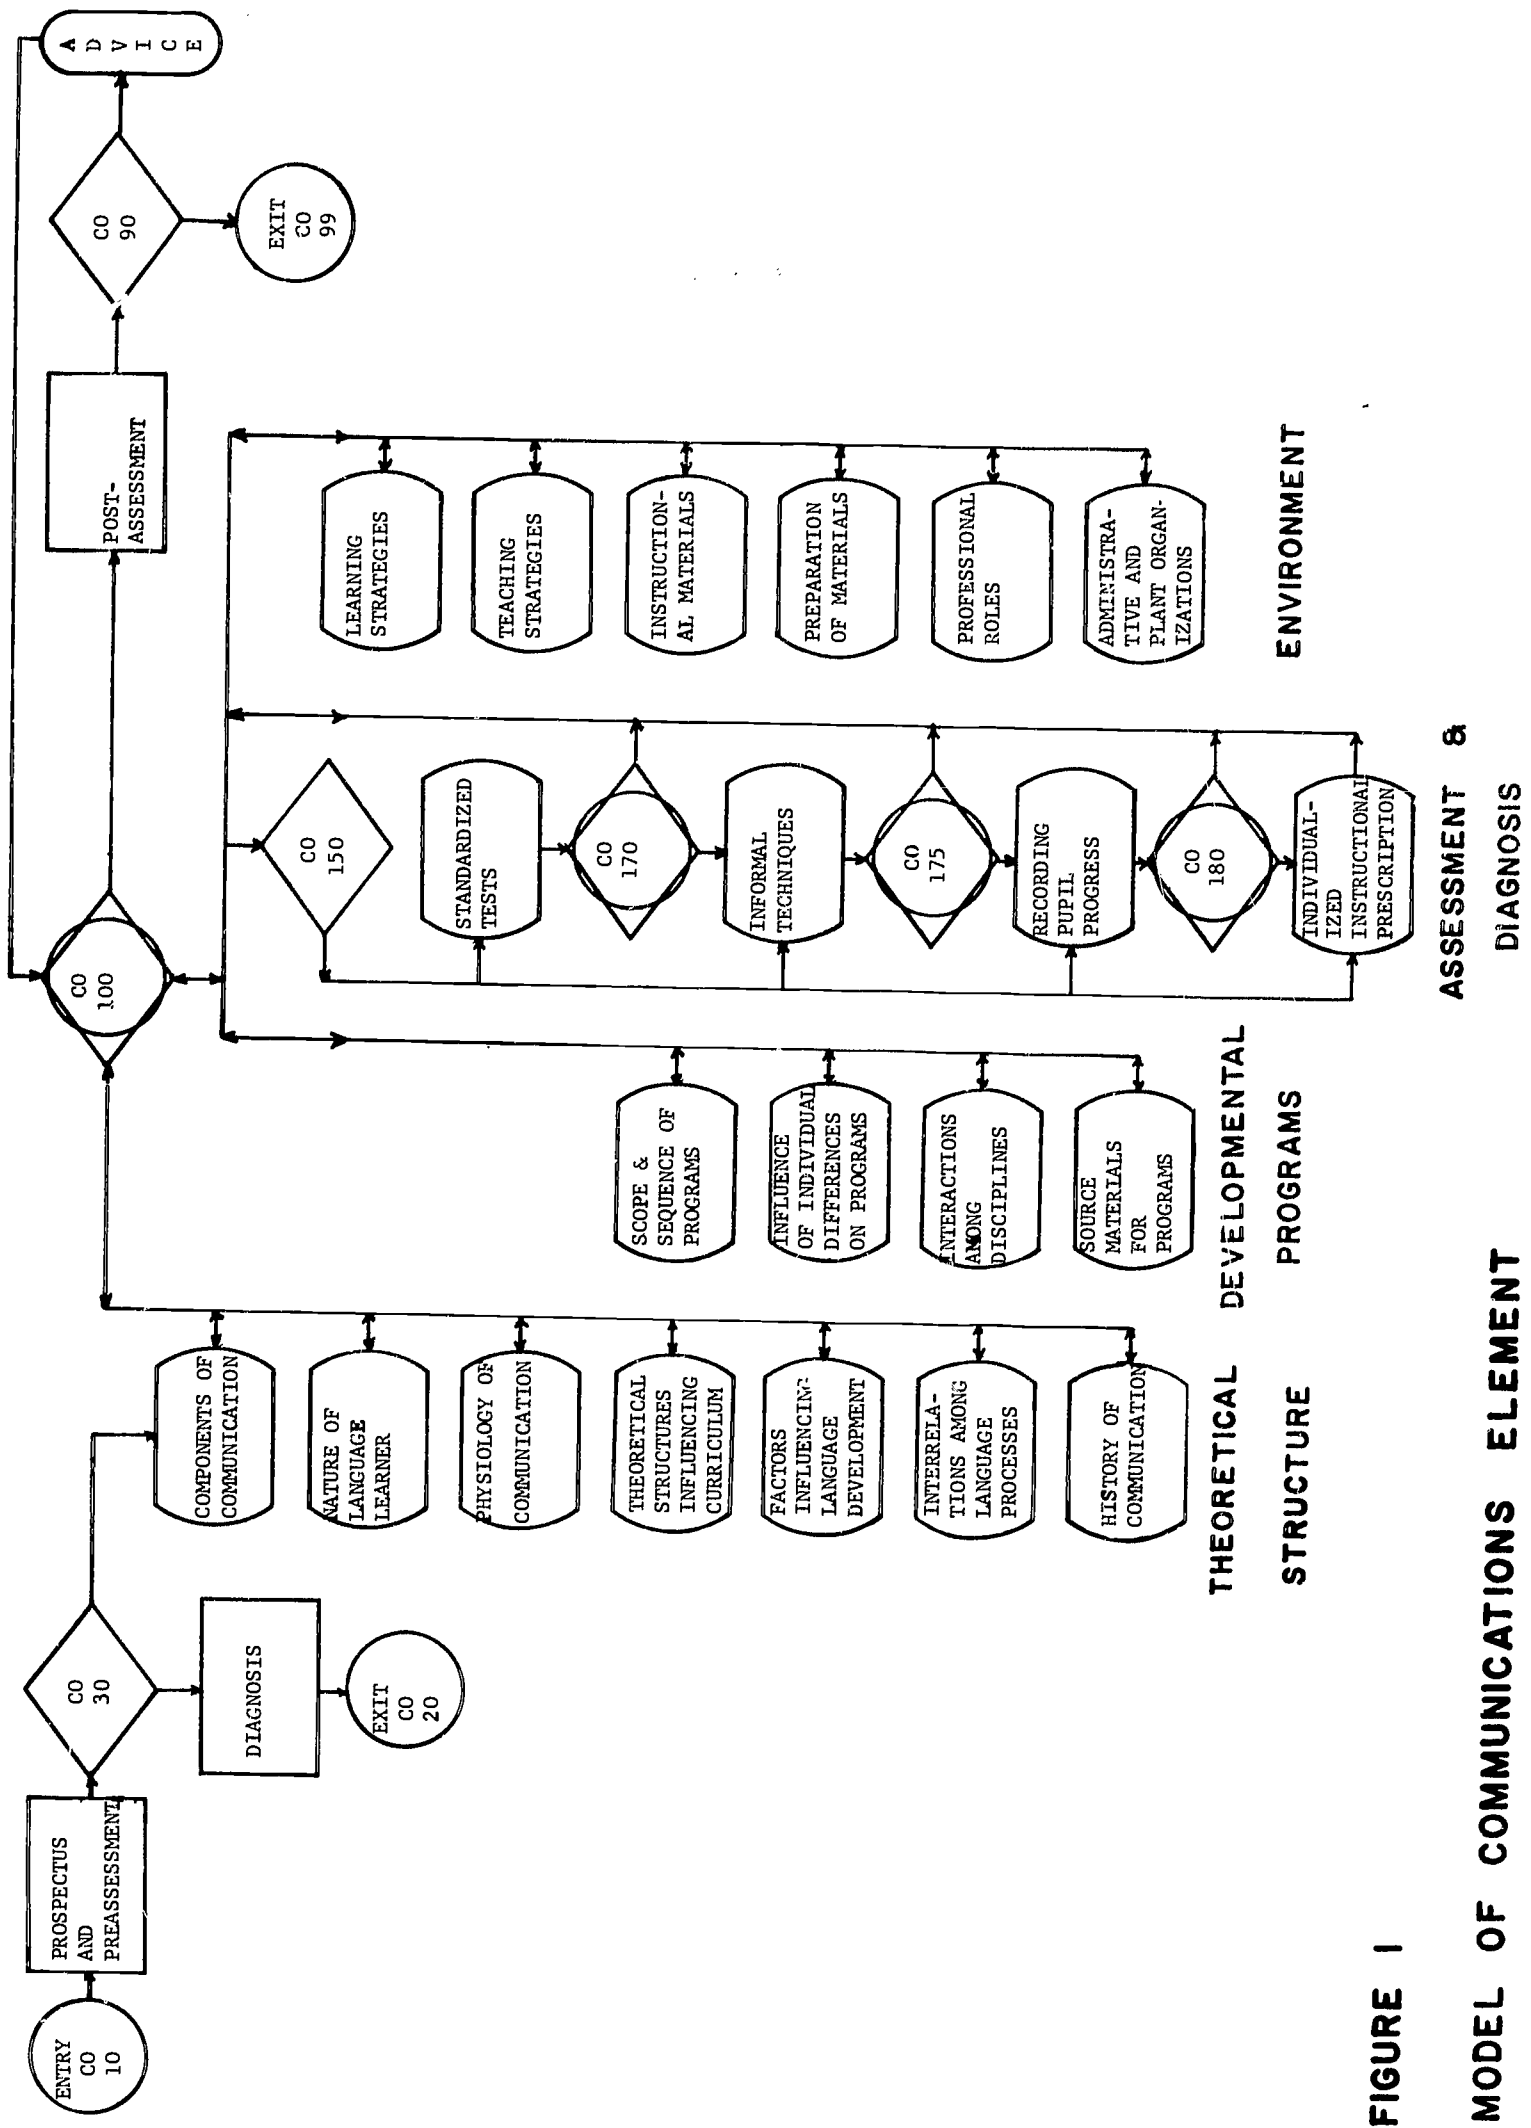 ENTRY
CO
10
PROSPECTUS
AND
PREASSESSMENT
CO
30
DIAGNOSIS
EXIT
CO
20
COMPONENTS OF
COMMUNICATION
NATURE OF
LANGUAGE
LEARNER
PHYSIOLOGY OF
COMMUNICATION
THEORETICAL
STRUCTURES
INFLUENCING
CURRICULUM
FACTORS
INFLUENCING
LANGUAGE
DEVELOPMENT
INTERRELA-
TIONS AMONG
LANGUAGE
PROCESSES
HISTORY OF
COMMUNICATION
THEORETICAL
STRUCTURE
CO
100
SCOPE &
SEQUENCE OF
PROGRAMS
INFLUENCE
OF INDIVIDUAL
DIFFERENCES
ON PROGRAMS
INTERACTIONS
AMONG
DISCIPLINES
SOURCE
MATERIALS
FOR
PROGRAMS
DEVELOPMENTAL
PROGRAMS
CO
150
STANDARDIZED
TESTS
CO
170
INFORMAL
TECHNIQUES
CO
175
RECORDING
PUPIL
PROGRESS
CO
180
INDIVIDUAL-
IZED
INSTRUCTIONAL
PRESCRIPTION
ASSESSMENT &
DIAGNOSIS
LEARNING
STRATEGIES
TEACHING
STRATEGIES
INSTRUCTION-
AL MATERIALS
PREPARATION
OF MATERIALS
PROFESSIONAL
ROLES
ADMINISTRA-
TIVE AND
PLANT ORGAN-
IZATIONS
ENVIRONMENT
POST-
ASSESSMENT
CO
90
EXIT
CO
99
A
D
V
I
C
E
FIGURE I
MODEL OF COMMUNICATIONS ELEMENT